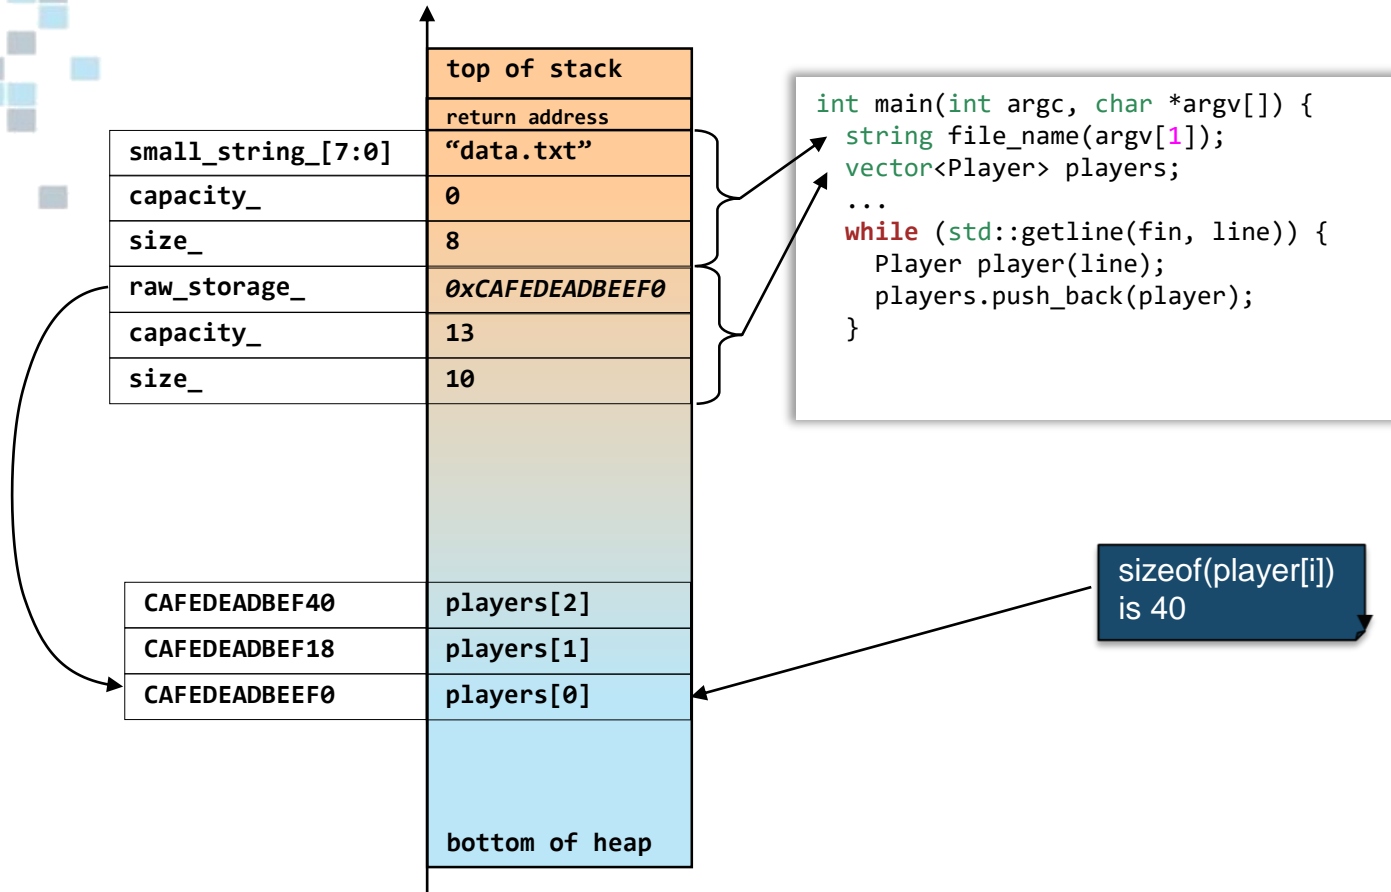 top of stack
return address
small_string_[7:0] “data.txt”
capacity_ 0
size_ 8
raw_storage_ 0xCAFEDEADBEEF0
capacity_ 13
size_ 10
int main(int argc, char *argv[]) {
string file_name(argv[1]);
vector<Player> players;
...
while (std::getline(fin, line)) {
Player player(line);
players.push_back(player);
}
CAFEDEADBEF40 players[2]
CAFEDEADBEF18 players[1]
CAFEDEADBEEF0 players[0]
sizeof(player[i])
is 40
bottom of heap